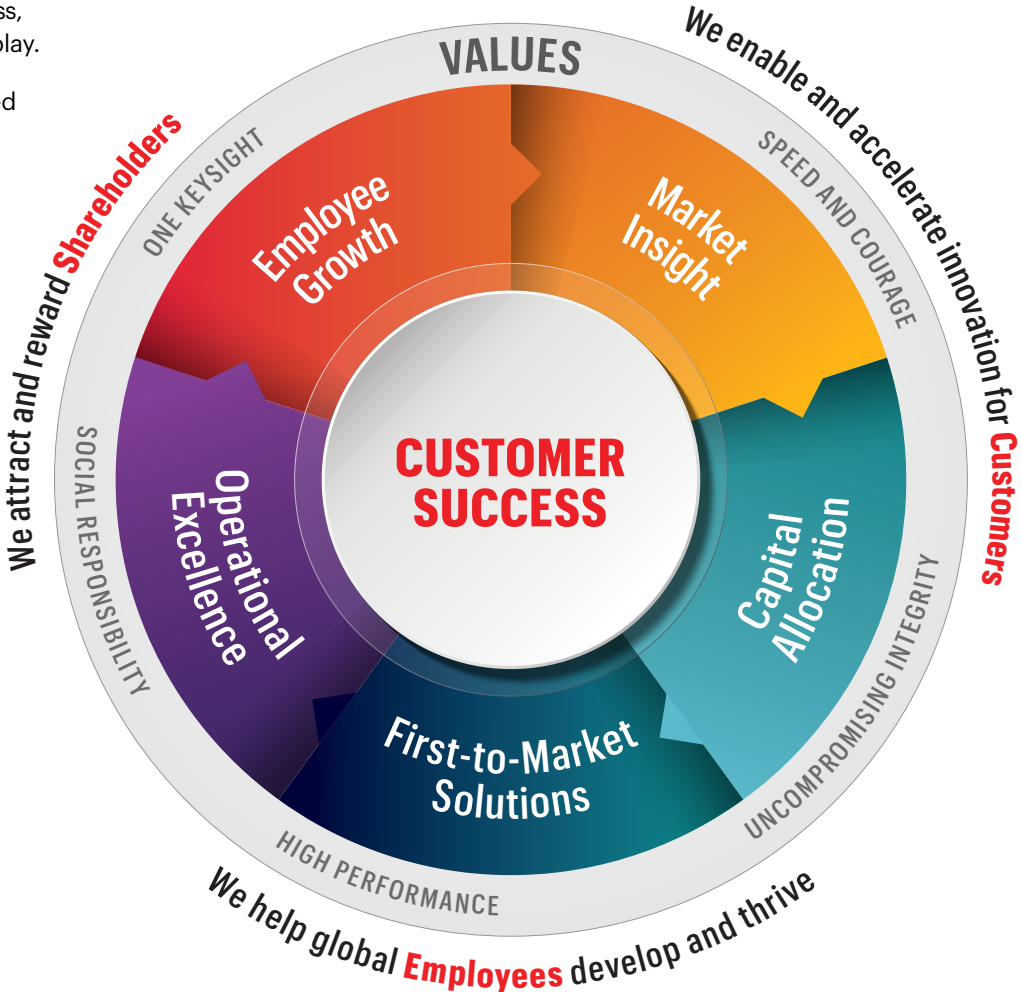 ss,
play.
ed
VALUES
ONE KEYSIGHT
SPEED AND COURAGE
UNCOMPROMISING INTEGRITY
HIGH PERFORMANCE
SOCIAL RESPONSIBILITY
Employee
Growth
Market
Insight
Capital
Allocation
First-to-Market
Solutions
Operational
Excellence
CUSTOMER
SUCCESS
We attract and reward Shareholders
We enable and accelerate innovation for Customers
We help global Employees develop and thrive